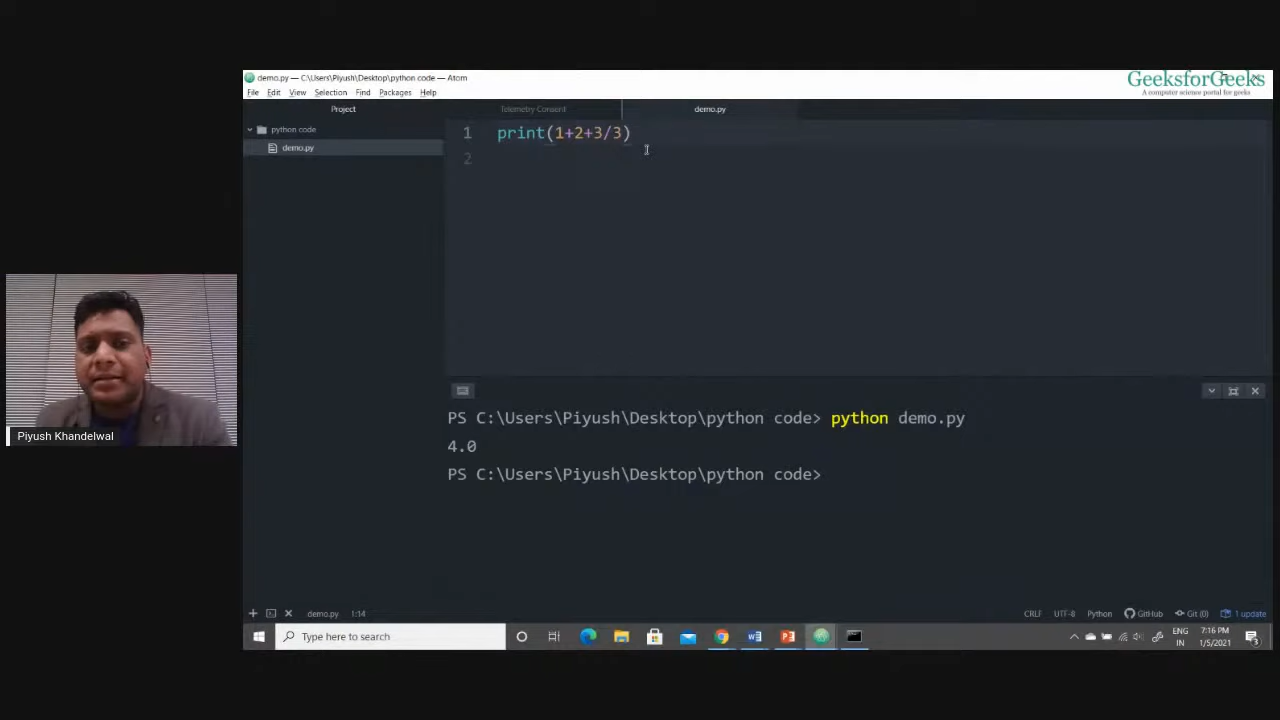 demo.py — C:\Users\Piyush\Desktop\python code — Atom
GeeksforGeeks
A computer science portal for geeks
File Edit View Selection Find Packages Help
Project
Telemetry Consent
demo.py
python code
demo.py
1 print(1+2+3/3)
2
Piyush Khandelwal
PS C:\Users\Piyush\Desktop\python code> python demo.py
4.0
PS C:\Users\Piyush\Desktop\python code>
demo.py 1:14
CRLF UTF-8 Python GitHub Git (0) 1 update
Type here to search
ENG
IN
7:16 PM
1/5/2021
3